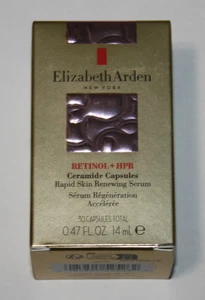 Elizabeth Arden
NEW YORK
RETINOL + HPR
Ceramide Capsules
Rapid Skin Renewing Serum
Sérum Régénération
Accélérée
30 CAPSULES TOTAL
0.47 FL.OZ. 14 mL ℮